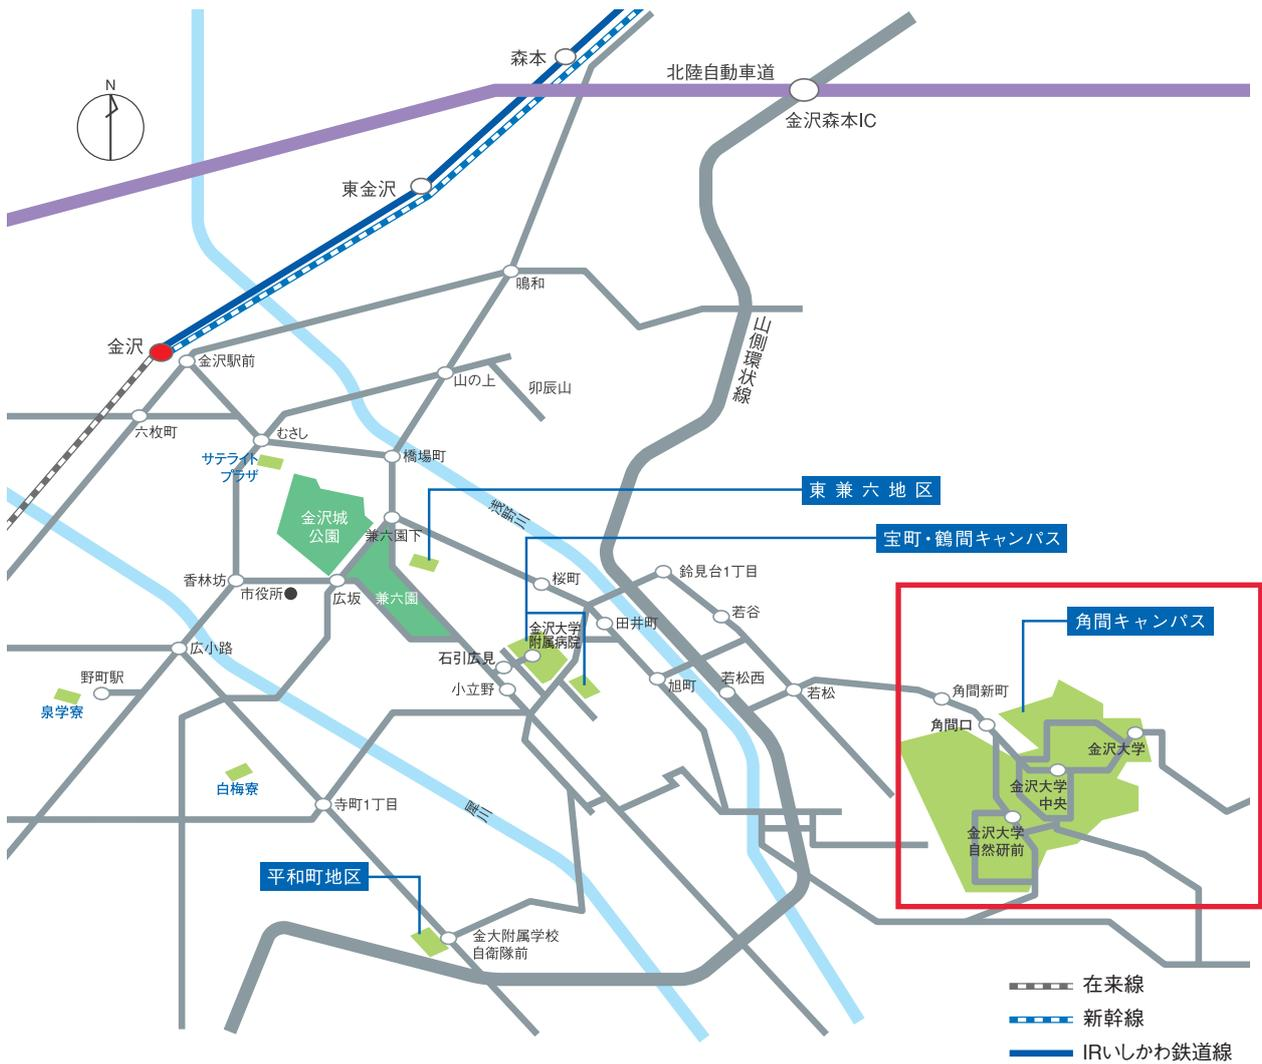 森本
北陸自動車道
N
金沢森本IC
東金沢
鳴和
山側環状線
金沢
金沢駅前
山の上
卯辰山
六枚町
むさし
サテライト
プラザ
橋場町
東兼六地区
金沢城
公園
浅野川
兼六園下
宝町・鶴間キャンパス
香林坊
市役所
広坂
兼六園
桜町
鈴見台1丁目
若谷
田井町
角間キャンパス
金沢大学
附属病院
広小路
石引広見
小立野
旭町
若松西
若松
野町駅
泉学寮
角間新町
角間口
金沢大学
金沢大学
中央
白梅寮
寺町1丁目
犀川
金沢大学
自然研前
平和町地区
金大附属学校
自衛隊前
在来線
新幹線
IRいしかわ鉄道線